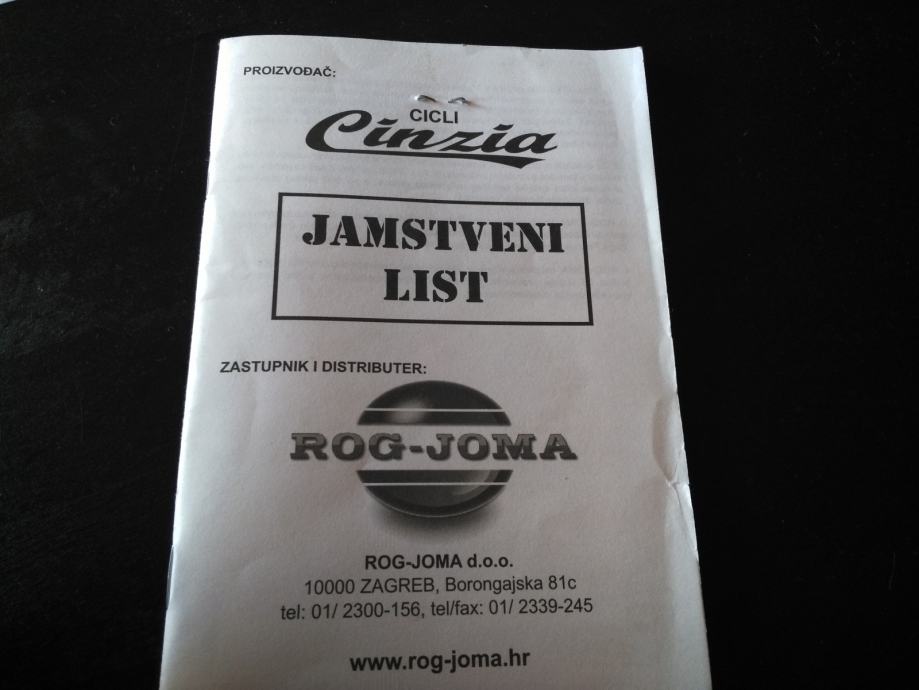 PROIZVOĐAČ:
CICLI
Cinzia
JAMSTVENI
LIST
ZASTUPNIK I DISTRIBUTER:
ROG-JOMA
ROG-JOMA d.o.o.
10000 ZAGREB, Borongajska 81c
tel: 01/ 2300-156, tel/fax: 01/ 2339-245
www.rog-joma.hr